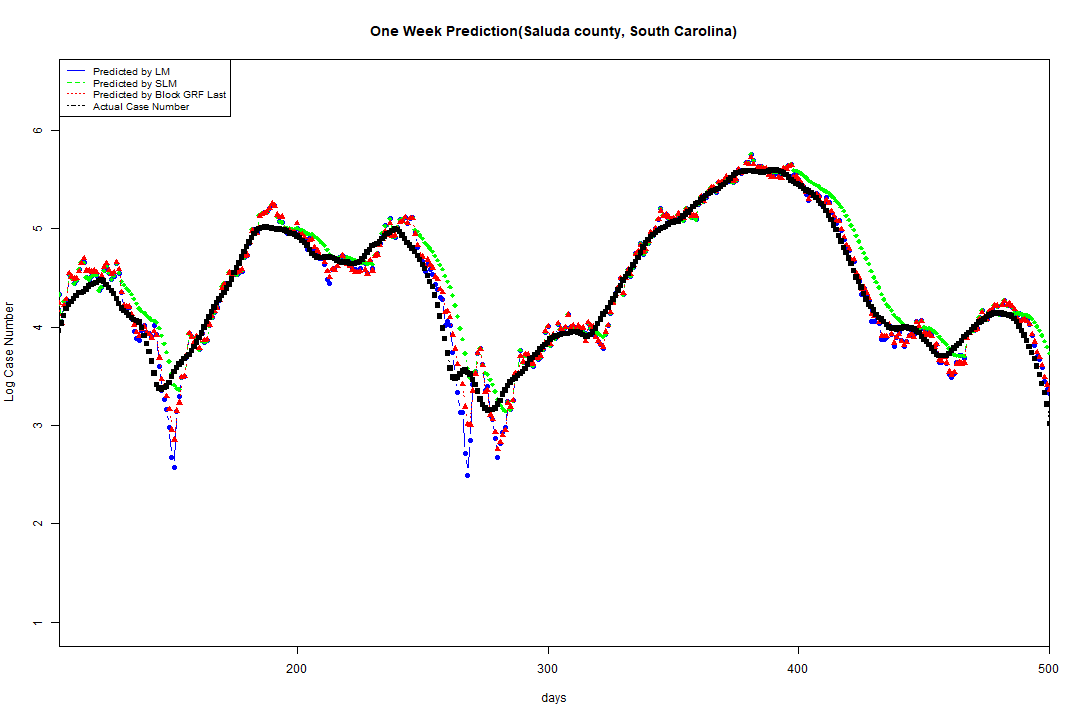 One Week Prediction(Saluda county, South Carolina)
Predicted by LM
Predicted by SLM
Predicted by Block GRF Last
Actual Case Number
6
5
4
3
2
1
Log Case Number
200 300 400 500
days